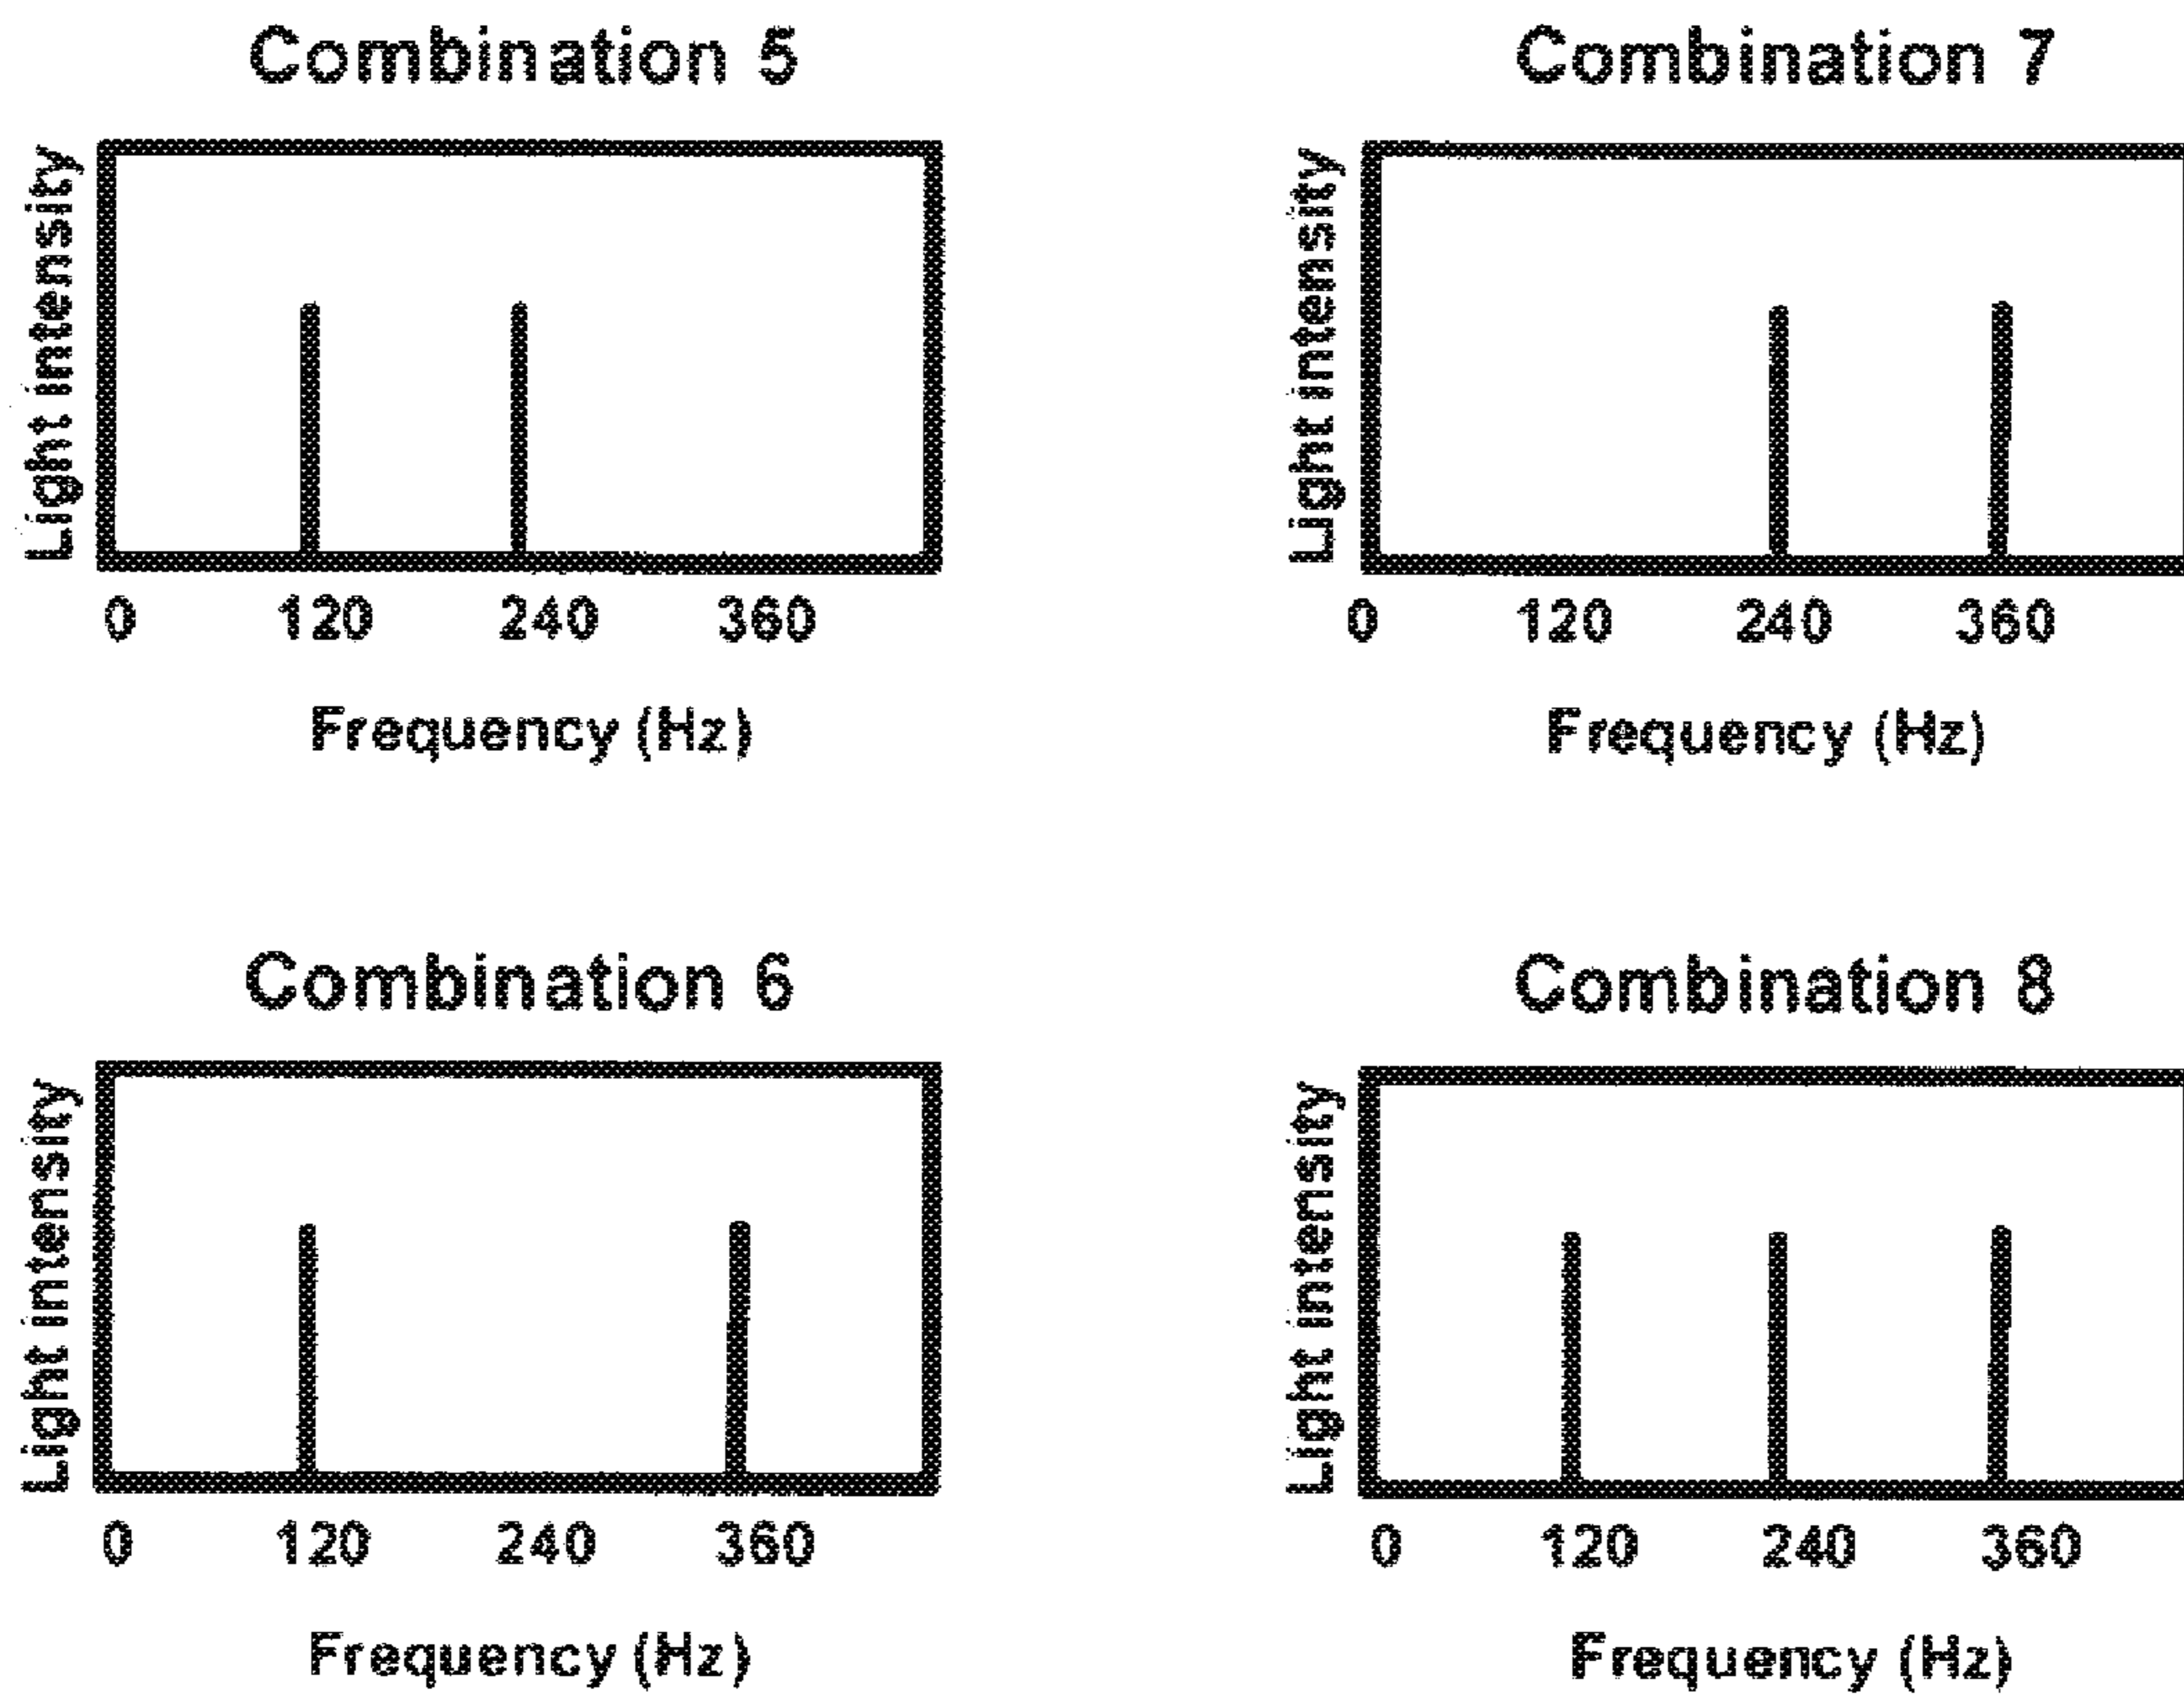 Combination 5
Light intensity
0 120 240 360
Frequency (Hz)
Combination 7
Light intensity
0 120 240 360
Frequency (Hz)
Combination 6
Light intensity
0 120 240 360
Frequency (Hz)
Combination 8
Light intensity
0 120 240 360
Frequency (Hz)